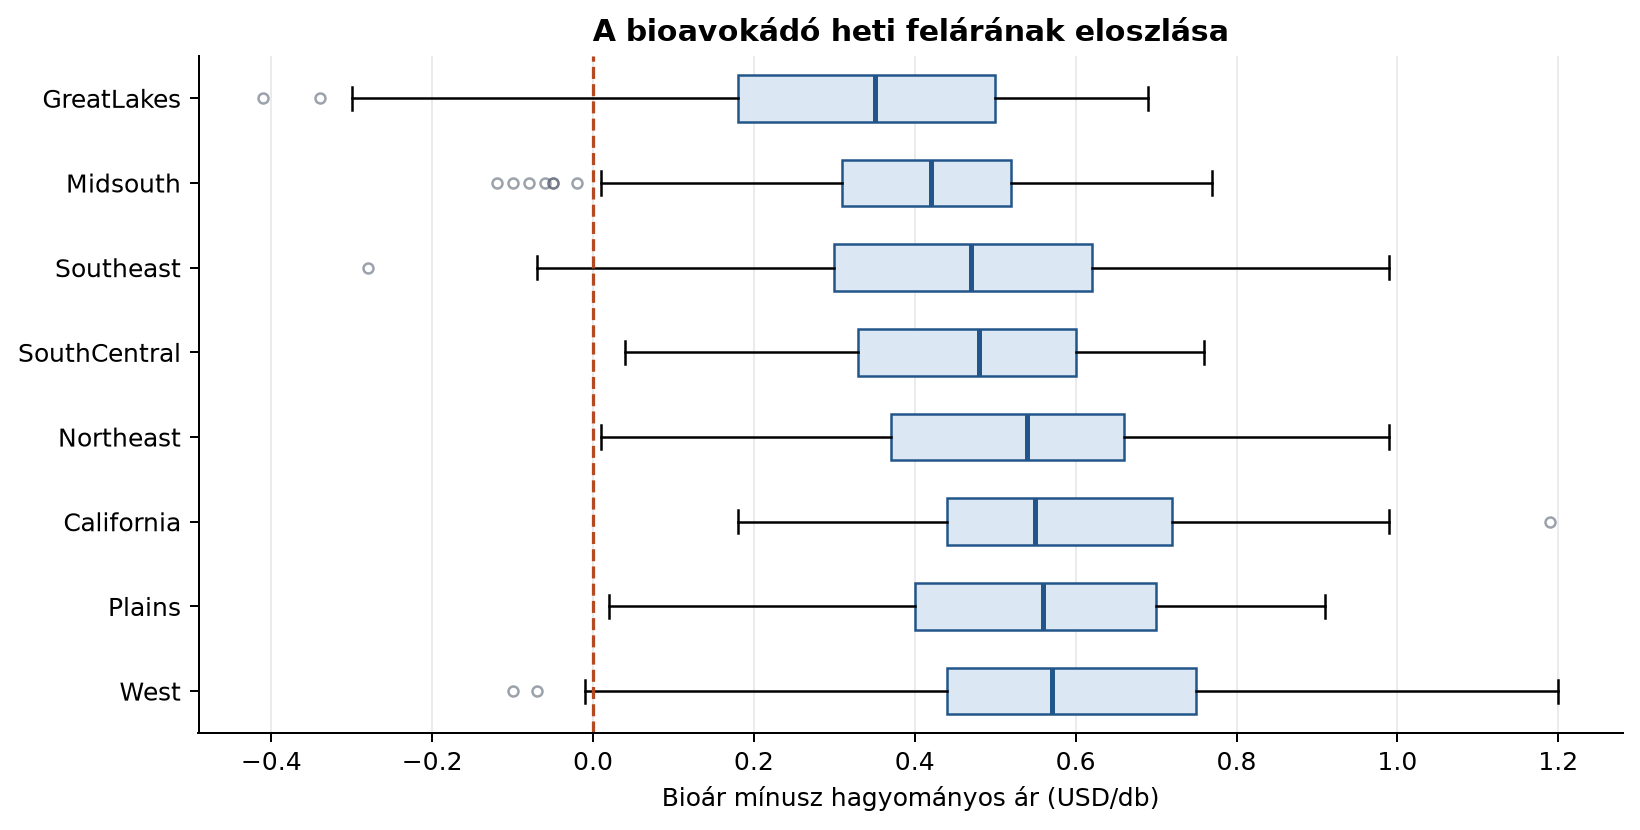 A bioavokádó heti felárának eloszlása
GreatLakes
Midsouth
Southeast
SouthCentral
Northeast
California
Plains
West
−0.4 −0.2 0.0 0.2 0.4 0.6 0.8 1.0 1.2
Bioár mínusz hagyományos ár (USD/db)